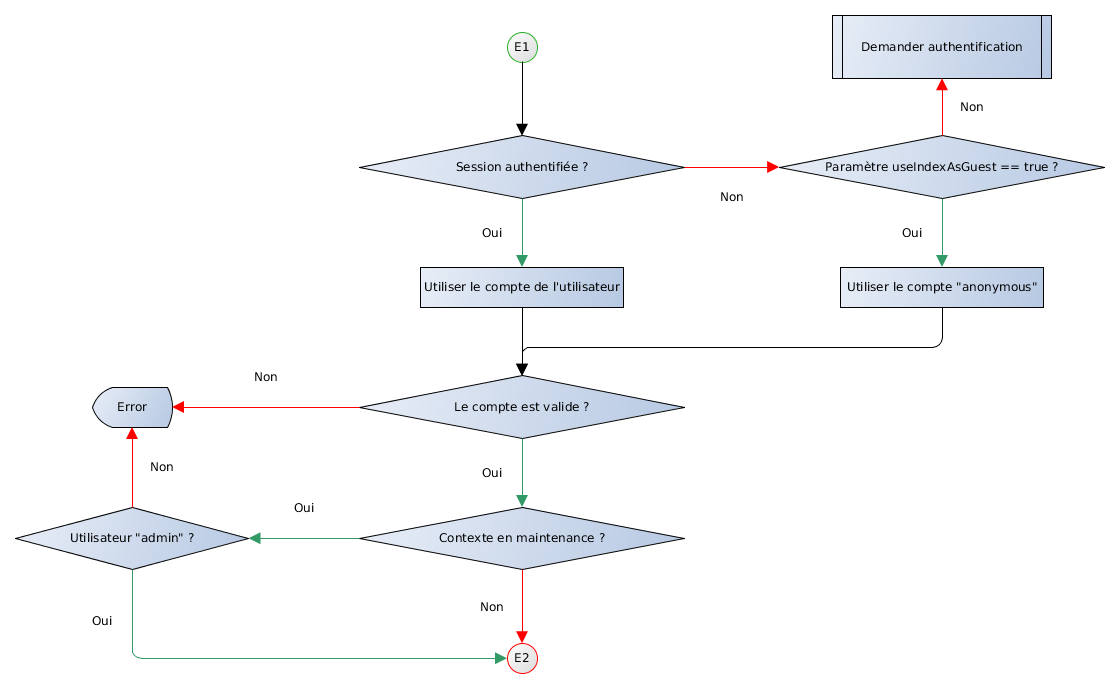 E1
Demander authentification
Non
Session authentifiée ?
Paramètre useIndexAsGuest == true ?
Non
Oui
Oui
Utiliser le compte de l'utilisateur
Utiliser le compte "anonymous"
Non
Error
Le compte est valide ?
Non
Oui
Oui
Utilisateur "admin" ?
Contexte en maintenance ?
Non
Oui
E2